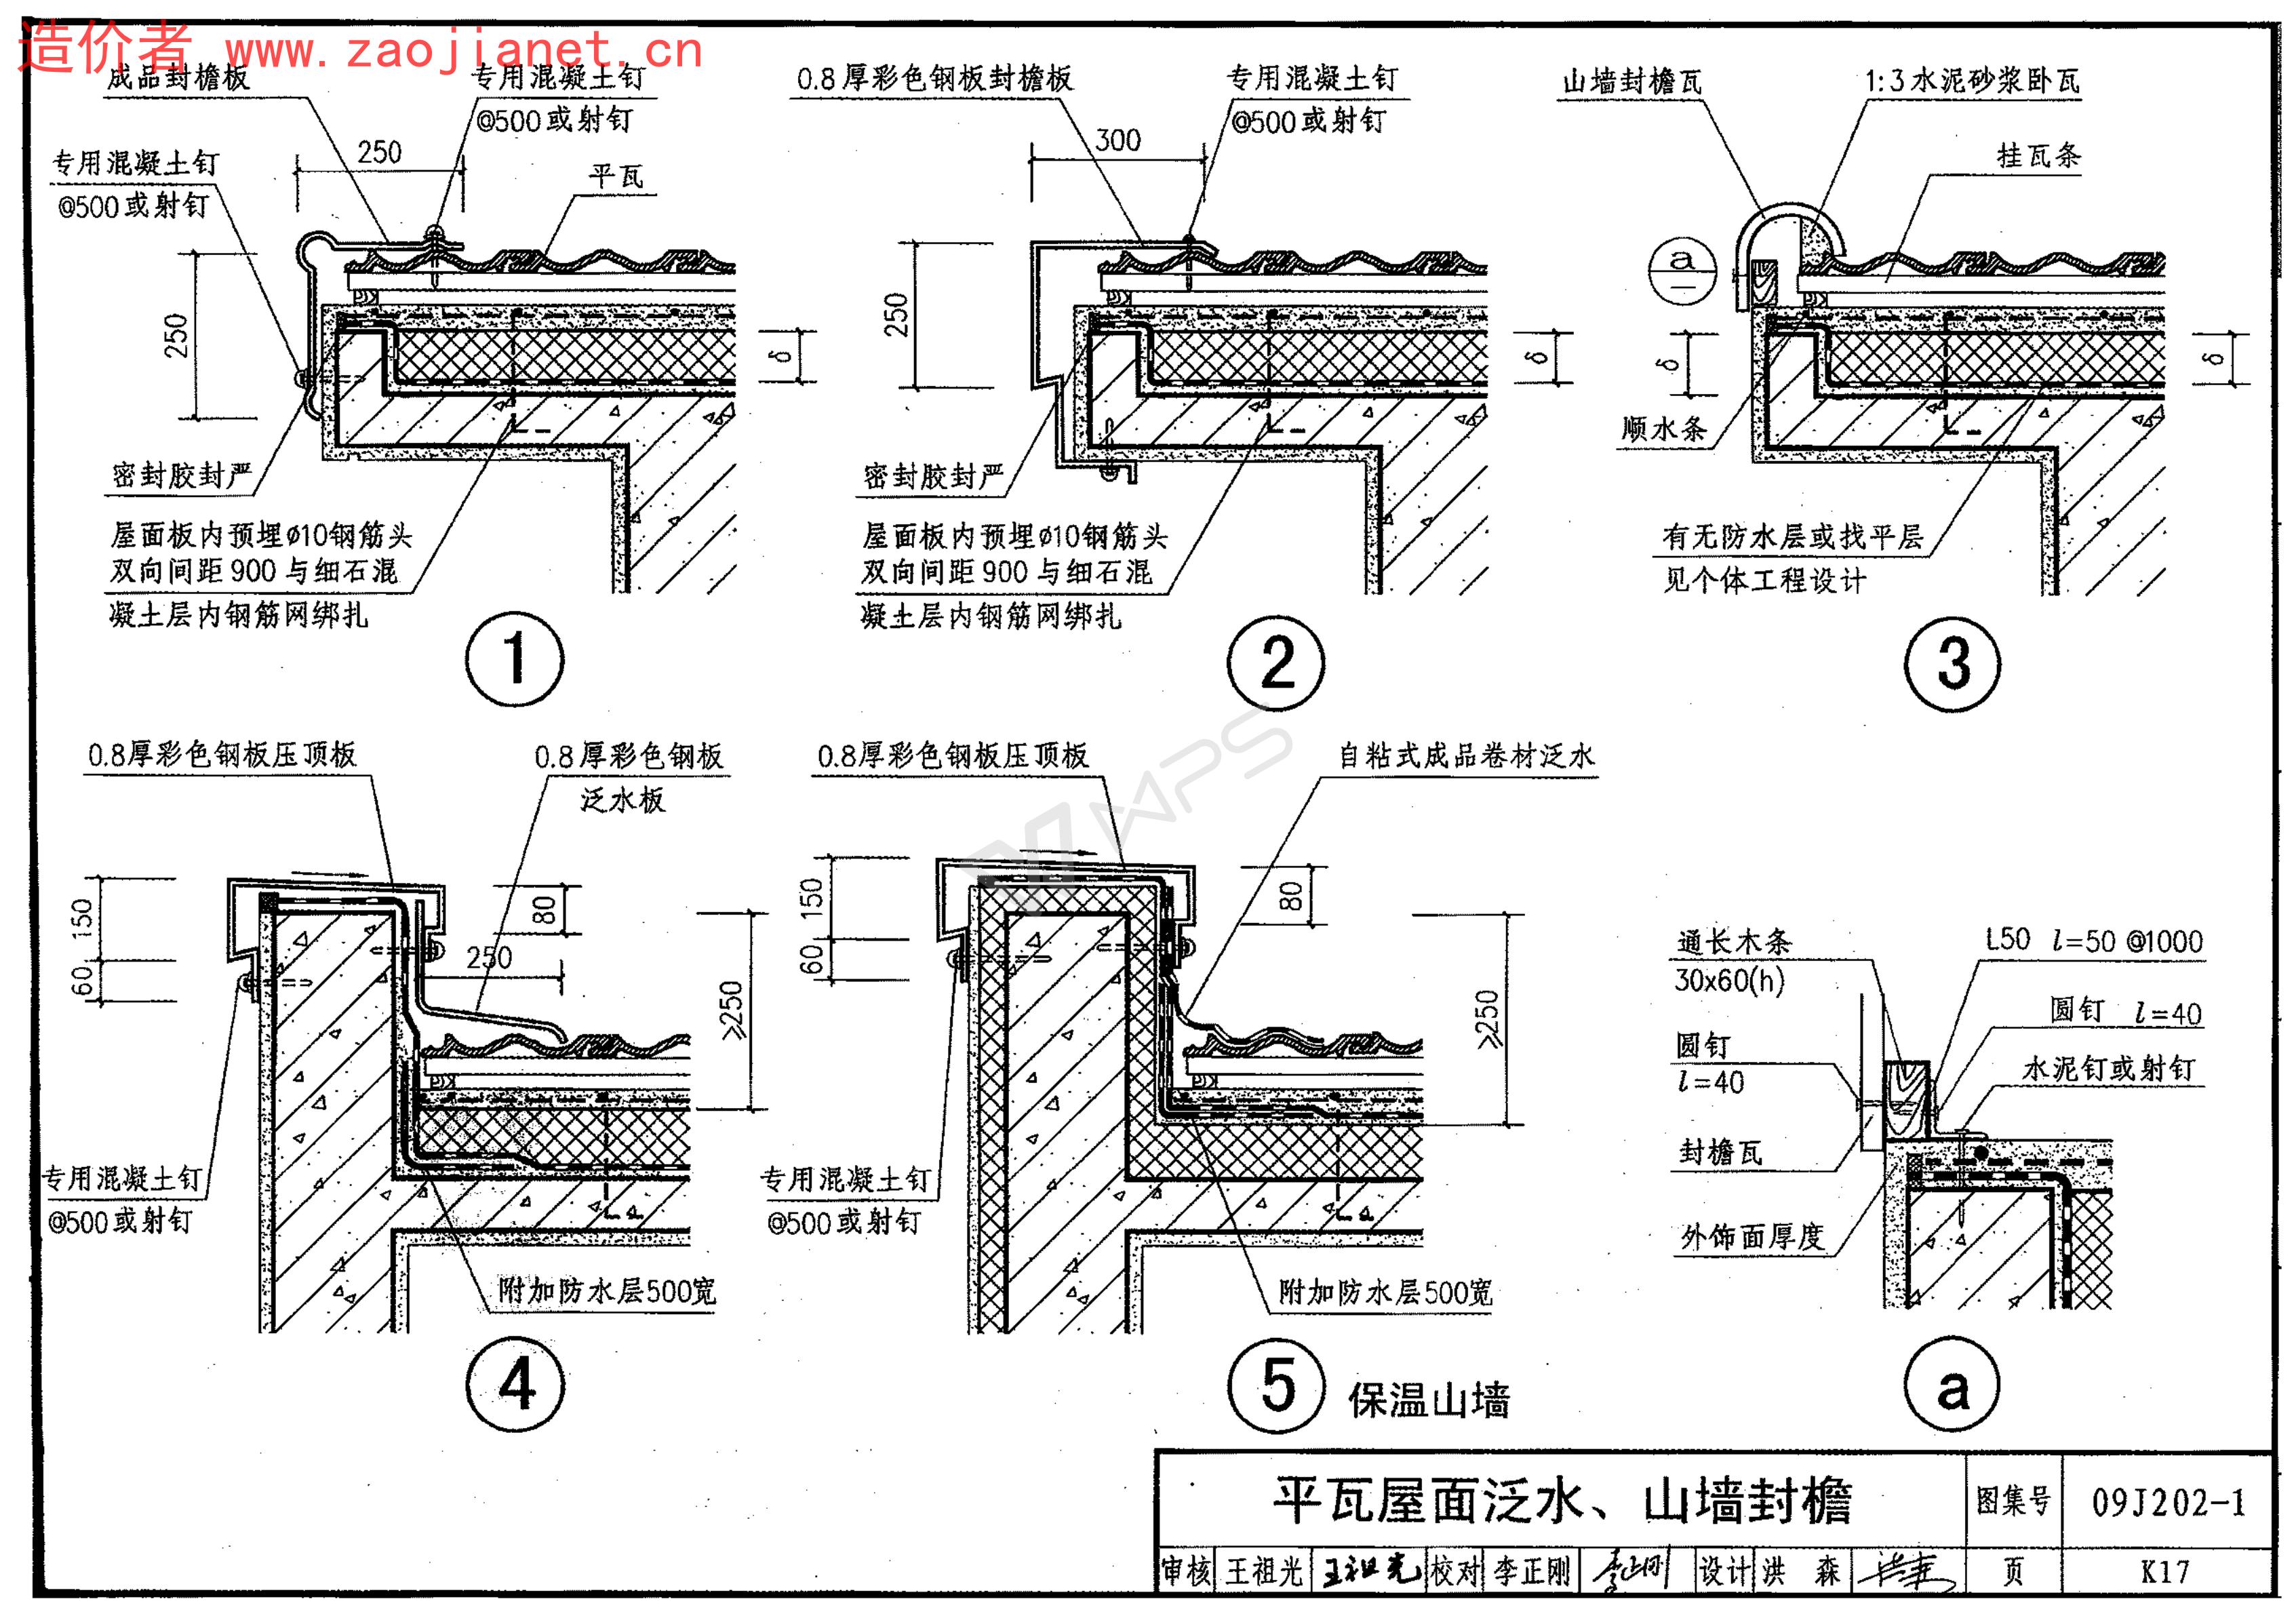 造价者 www.zaojianet.cn
成品封檐板
专用混凝土钉
@500或射钉
专用混凝土钉
@500或射钉
250
平瓦
250
δ
密封胶封严
屋面板内预埋ø10钢筋头
双向间距900与细石混
凝土层内钢筋网绑扎
1
0.8厚彩色钢板封檐板
专用混凝土钉
@500或射钉
300
250
δ
密封胶封严
屋面板内预埋ø10钢筋头
双向间距900与细石混
凝土层内钢筋网绑扎
2
山墙封檐瓦
1:3水泥砂浆卧瓦
挂瓦条
a
δ
δ
顺水条
有无防水层或找平层
见个体工程设计
3
0.8厚彩色钢板压顶板
0.8厚彩色钢板
泛水板
150
60
80
250
≥250
专用混凝土钉
@500或射钉
附加防水层500宽
4
0.8厚彩色钢板压顶板
自粘式成品卷材泛水
150
60
80
≥250
专用混凝土钉
@500或射钉
附加防水层500宽
5 保温山墙
WPS
通长木条
30x60(h)
L50 l=50 @1000
圆钉 l=40
圆钉
l=40
水泥钉或射钉
封檐瓦
外饰面厚度
a
平瓦屋面泛水、山墙封檐
图集号
09J202-1
审核 王祖光 王祖光 校对 李正刚 李正刚 设计 洪 森 洪森 页 K17